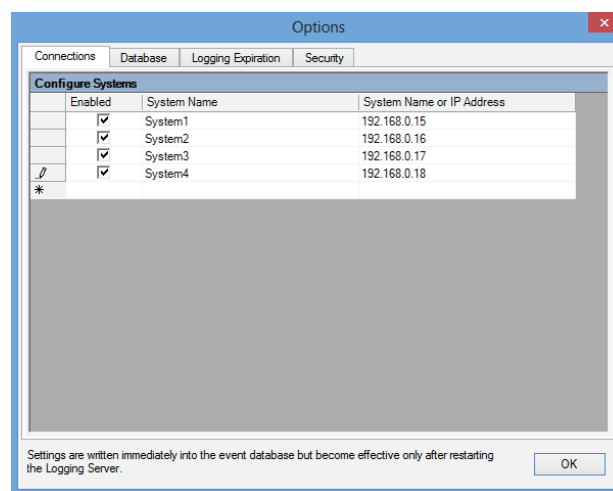 Options
Connections Database Logging Expiration Security
Configure Systems
Enabled System Name System Name or IP Address
System1 192.168.0.15
System2 192.168.0.16
System3 192.168.0.17
System4 192.168.0.18
Settings are written immediately into the event database but become effective only after restarting
the Logging Server.
OK